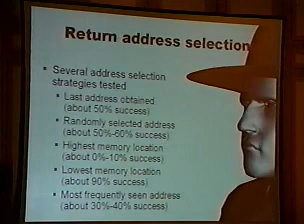 Return address selection
Several address selection
strategies tested
Last address obtained
(about 50% success)
Randomly selected address
(about 50%-60% success)
Highest memory location
(about 0%-10% success)
Lowest memory location
(about 90% success)
Most frequently seen address
(about 30%-40% success)